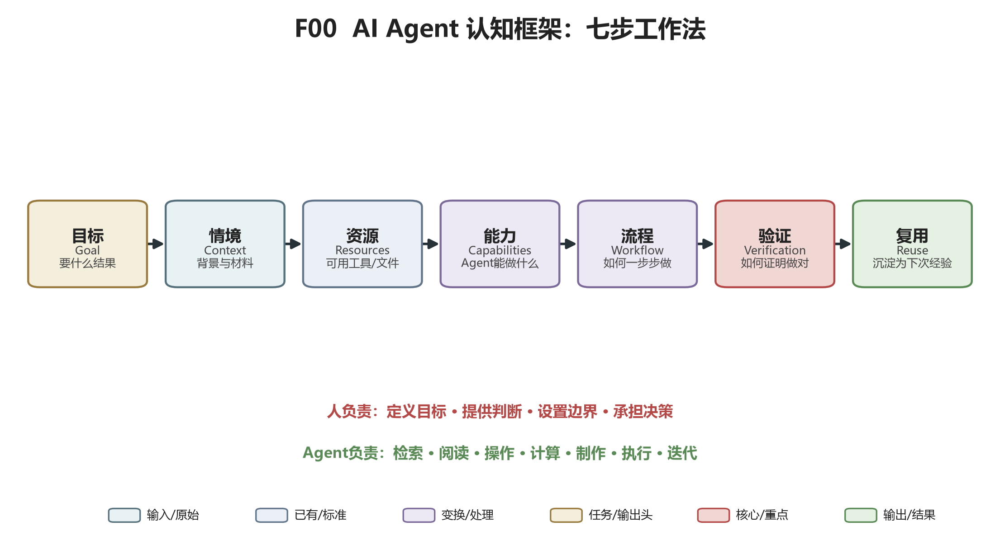 F00 AI Agent 认知框架：七步工作法
目标
Goal
要什么结果
情境
Context
背景与材料
资源
Resources
可用工具/文件
能力
Capabilities
Agent能做什么
流程
Workflow
如何一步步做
验证
Verification
如何证明做对
复用
Reuse
沉淀为下次经验
人负责：定义目标 • 提供判断 • 设置边界 • 承担决策
Agent负责：检索 • 阅读 • 操作 • 计算 • 制作 • 执行 • 迭代
输入/原始
已有/标准
变换/处理
任务/输出头
核心/重点
输出/结果